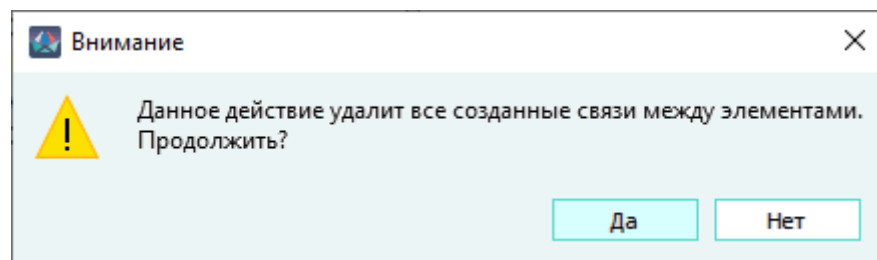 Внимание
Данное действие удалит все созданные связи между элементами.
Продолжить?
Да
Нет